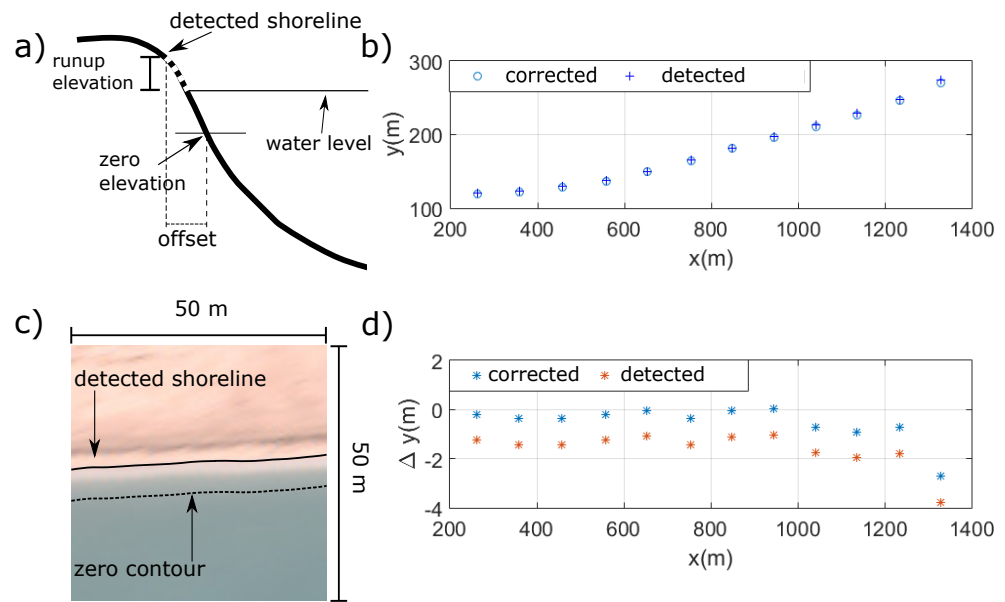 a)
detected shoreline
runup
elevation
water level
zero
elevation
offset
b)
300
200
100
y(m)
corrected
detected
200
400
600
800
1000
1200
1400
x(m)
c)
50 m
detected shoreline
50 m
zero contour
d)
2
0
-2
-4
Δ y(m)
corrected
detected
200
400
600
800
1000
1200
1400
x(m)